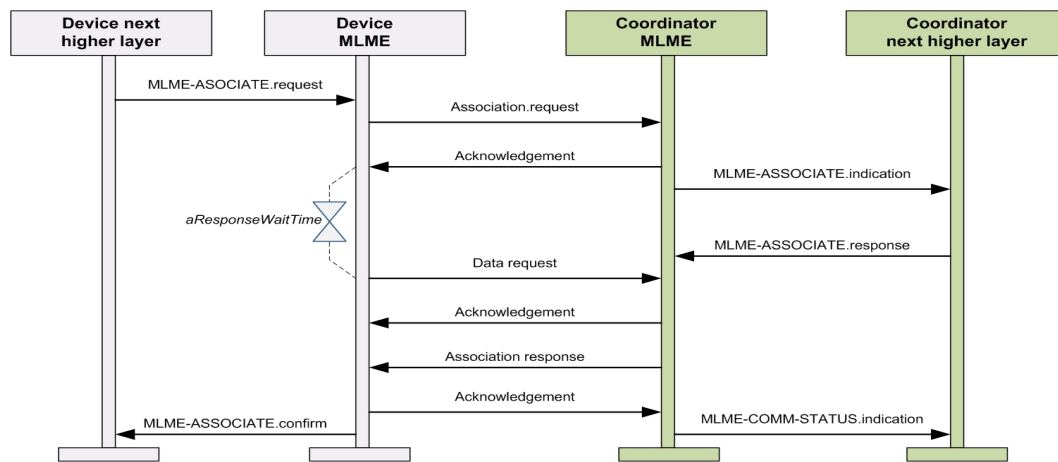 Device next
higher layer
Device
MLME
Coordinator
MLME
Coordinator
next higher layer
MLME-ASOCIATE.request
Association.request
Acknowledgement
MLME-ASSOCIATE.indication
aResponseWaitTime
MLME-ASSOCIATE.response
Data request
Acknowledgement
Association response
Acknowledgement
MLME-ASSOCIATE.confirm
MLME-COMM-STATUS.indication